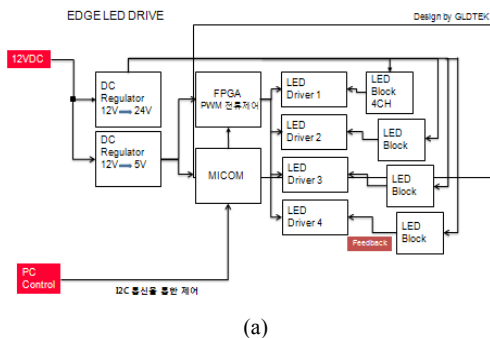 EDGE LED DRIVE
Design by GLDTEK
12VDC
DC
Regulator
12V ⟹ 24V
DC
Regulator
12V ⟹ 5V
FPGA
PWM 전류제어
MICOM
LED
Driver 1
LED
Driver 2
LED
Driver 3
LED
Driver 4
LED
Block
4CH
LED
Block
LED
Block
LED
Block
Feedback
PC
Control
I2C 통신을 통한 제어
(a)